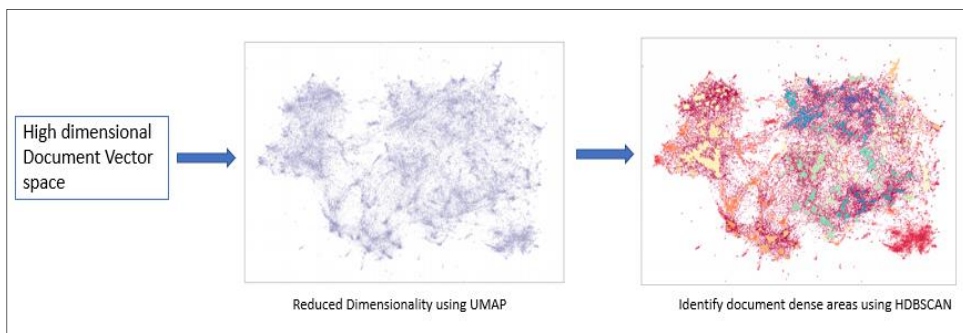 High dimensional
Document Vector
space
Reduced Dimensionality using UMAP
Identify document dense areas using HDBSCAN